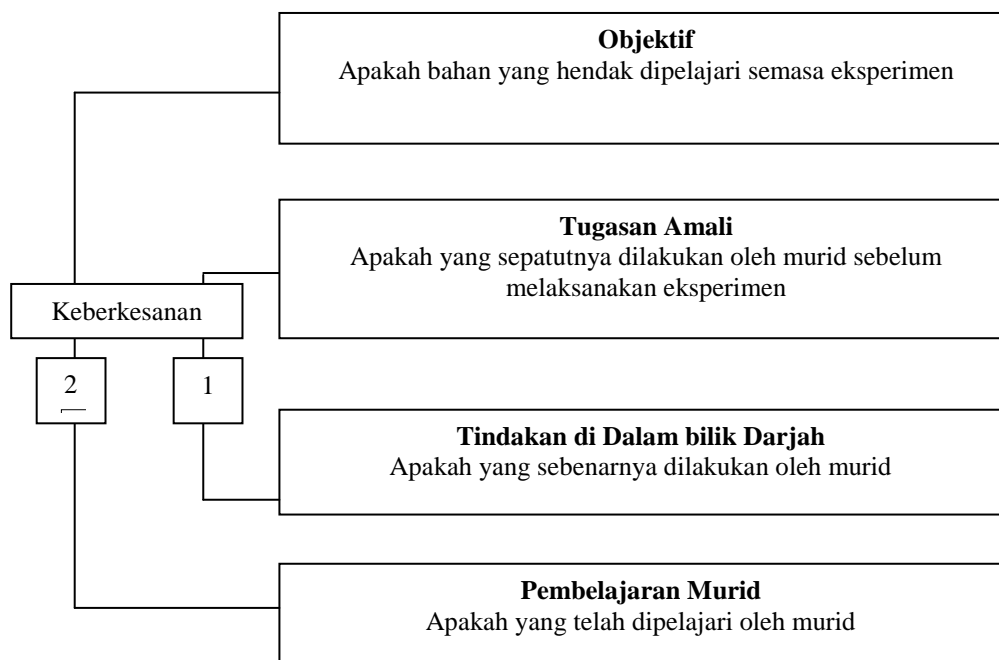 Objektif
Apakah bahan yang hendak dipelajari semasa eksperimen
Tugasan Amali
Apakah yang sepatutnya dilakukan oleh murid sebelum
melaksanakan eksperimen
Keberkesanan
2
1
Tindakan di Dalam bilik Darjah
Apakah yang sebenarnya dilakukan oleh murid
Pembelajaran Murid
Apakah yang telah dipelajari oleh murid